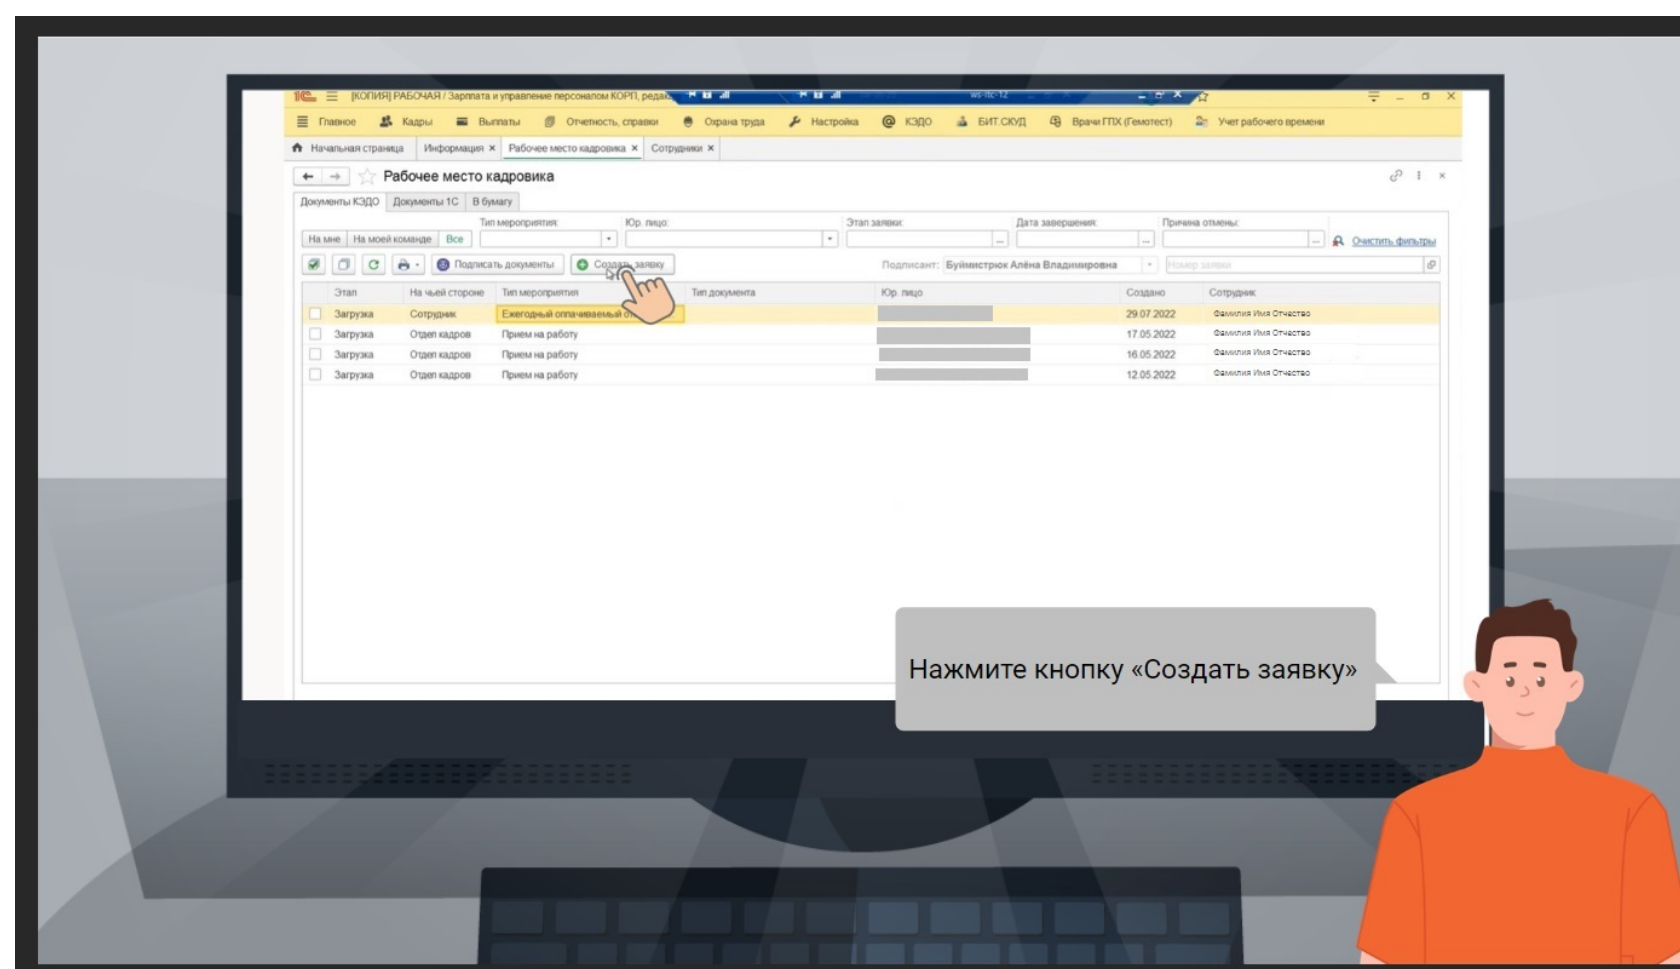 1С [КОПИЯ] РАБОЧАЯ / Зарплата и управление персоналом КОРП, редак ws-itc-12
Главное Кадры Выплаты Отчетность, справки Охрана труда Настройка КЭДО БИТ.СКУД Врачи ГПХ (Гемотест) Учет рабочего времени
Начальная страница Информация × Рабочее место кадровика × Сотрудники ×
Рабочее место кадровика
Документы КЭДО Документы 1С В бумагу
Тип мероприятия: Юр. лицо: Этап заявки: Дата завершения: Причина отмены:
На мне На моей команде Все Очистить фильтры
Подписать документы Создать заявку Подписант: Буймистрюк Алёна Владимировна Номер заявки
Этап На чьей стороне Тип мероприятия Тип документа Юр. лицо Создано Сотрудник
Загрузка Сотрудник Ежегодный оплачиваемый 29.07.2022 Фамилия Имя Отчество
Загрузка Отдел кадров Прием на работу 17.05.2022 Фамилия Имя Отчество
Загрузка Отдел кадров Прием на работу 16.05.2022 Фамилия Имя Отчество
Загрузка Отдел кадров Прием на работу 12.05.2022 Фамилия Имя Отчество
Нажмите кнопку «Создать заявку»